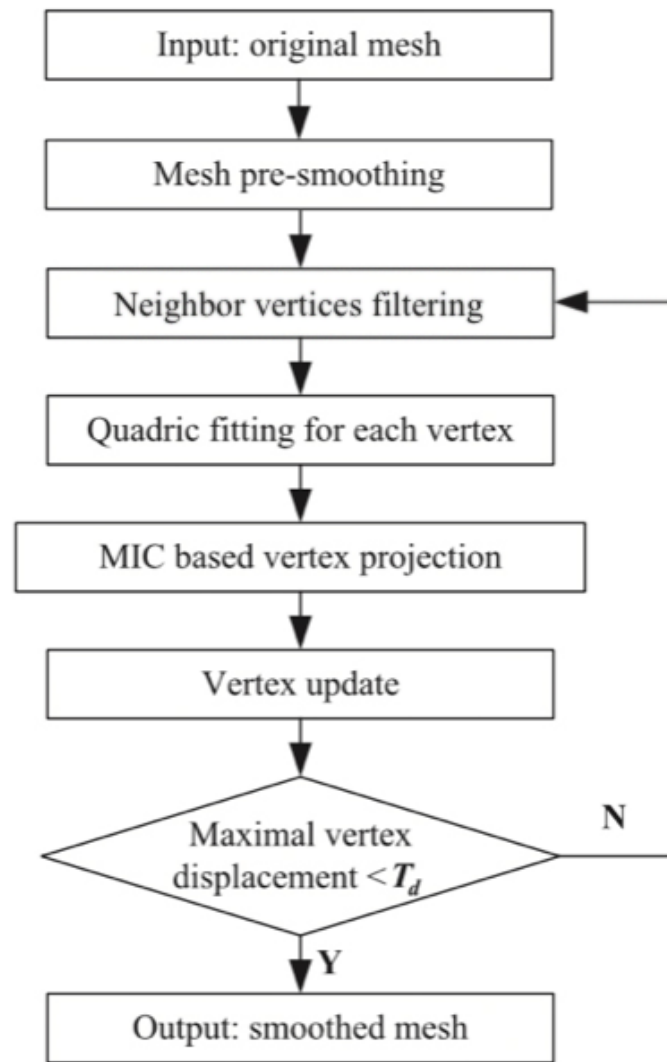 Input: original mesh
Mesh pre-smoothing
Neighbor vertices filtering
Quadric fitting for each vertex
MIC based vertex projection
Vertex update
Maximal vertex
displacement < T_d
N
Y
Output: smoothed mesh